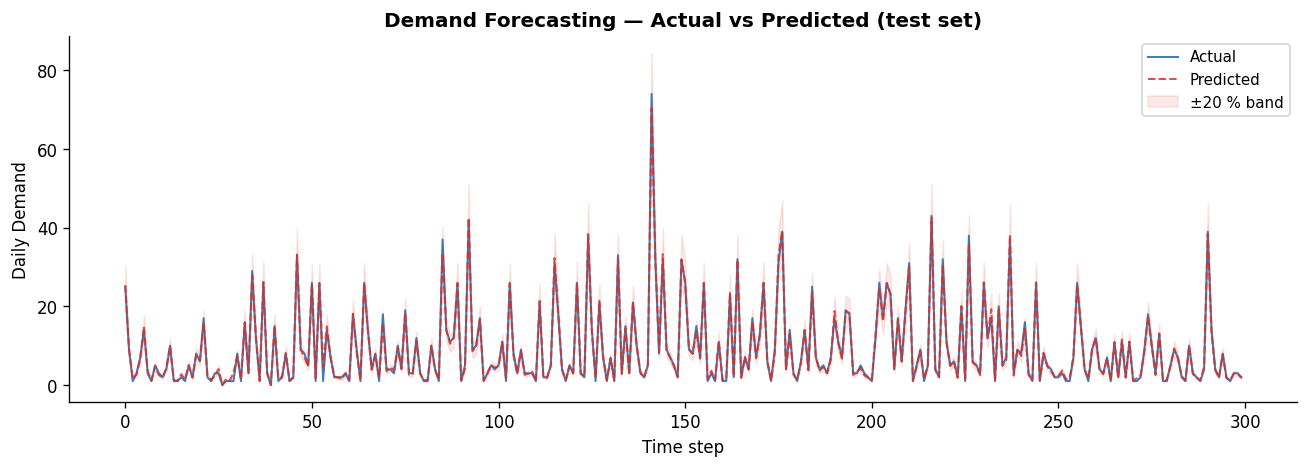 Demand Forecasting — Actual vs Predicted (test set)
Actual
Predicted
±20 % band
Daily Demand
80
60
40
20
0
0 50 100 150 200 250 300
Time step